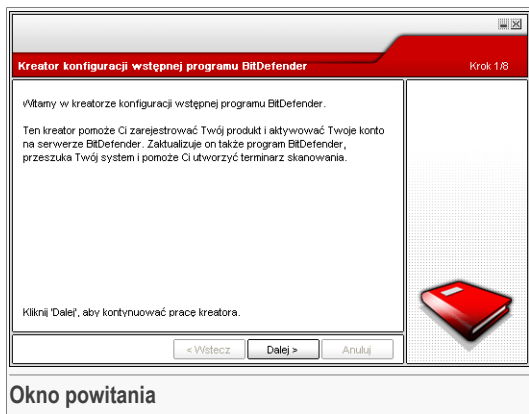 Kreator konfiguracji wstępnej programu BitDefender
Krok 1/8
Witamy w kreatorze konfiguracji wstępnej programu BitDefender.
Ten kreator pomoże Ci zarejestrować Twój produkt i aktywować Twoje konto
na serwerze BitDefender. Zaktualizuje on także program BitDefender,
przeszuka Twój system i pomoże Ci utworzyć terminarz skanowania.
Kliknij 'Dalej', aby kontynuować pracę kreatora.
< Wstecz
Dalej >
Anuluj
Okno powitania